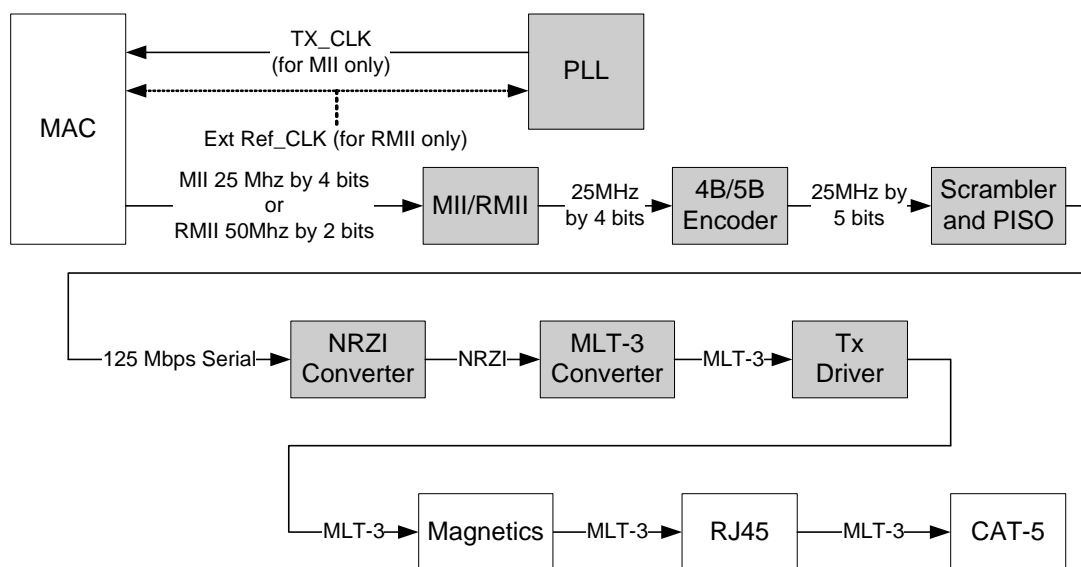 TX_CLK
(for MII only)
PLL
MAC
Ext Ref_CLK (for RMII only)
MII 25 Mhz by 4 bits
or
RMII 50Mhz by 2 bits
MII/RMII
25MHz
by 4 bits
4B/5B
Encoder
25MHz by
5 bits
Scrambler
and PISO
125 Mbps Serial
NRZI
Converter
NRZI
MLT-3
Converter
MLT-3
Tx
Driver
MLT-3
Magnetics
MLT-3
RJ45
MLT-3
CAT-5